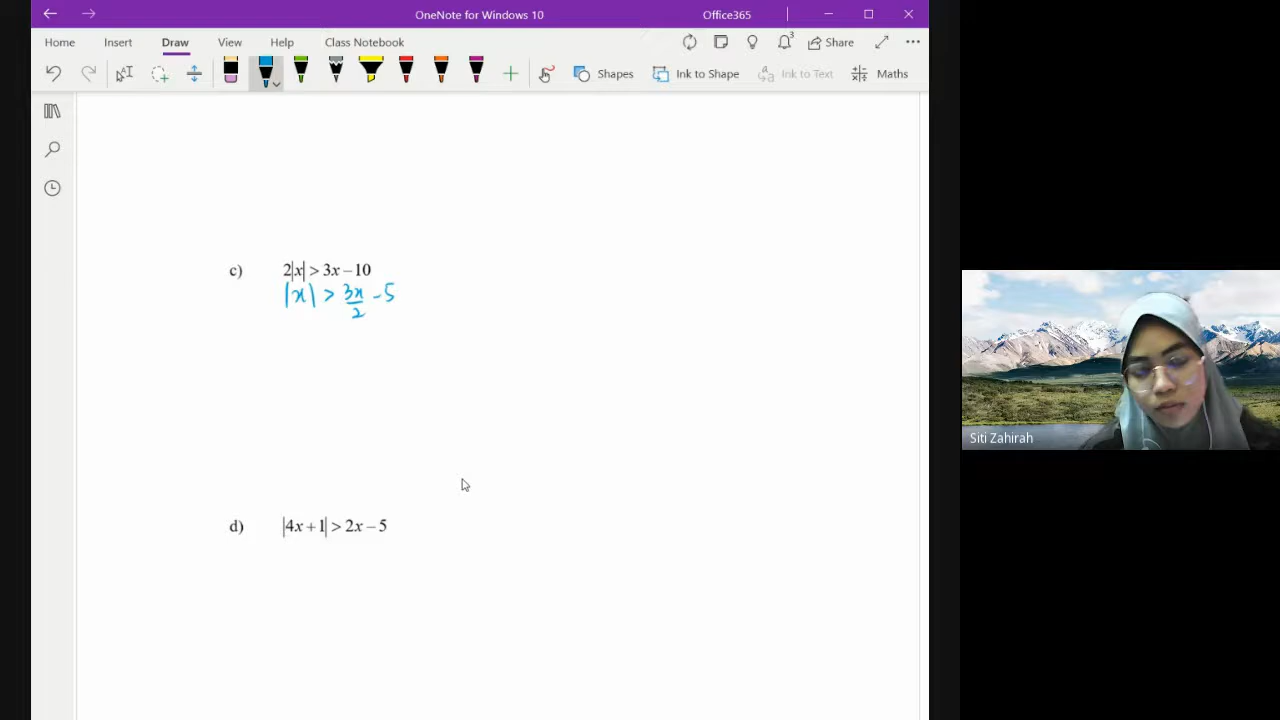 OneNote for Windows 10
Office365
Home Insert Draw View Help Class Notebook
3
Share
Shapes Ink to Shape Ink to Text Maths
c) 2|x| > 3x – 10
|x| > 3x/2 - 5
Siti Zahirah
d) |4x + 1| > 2x – 5